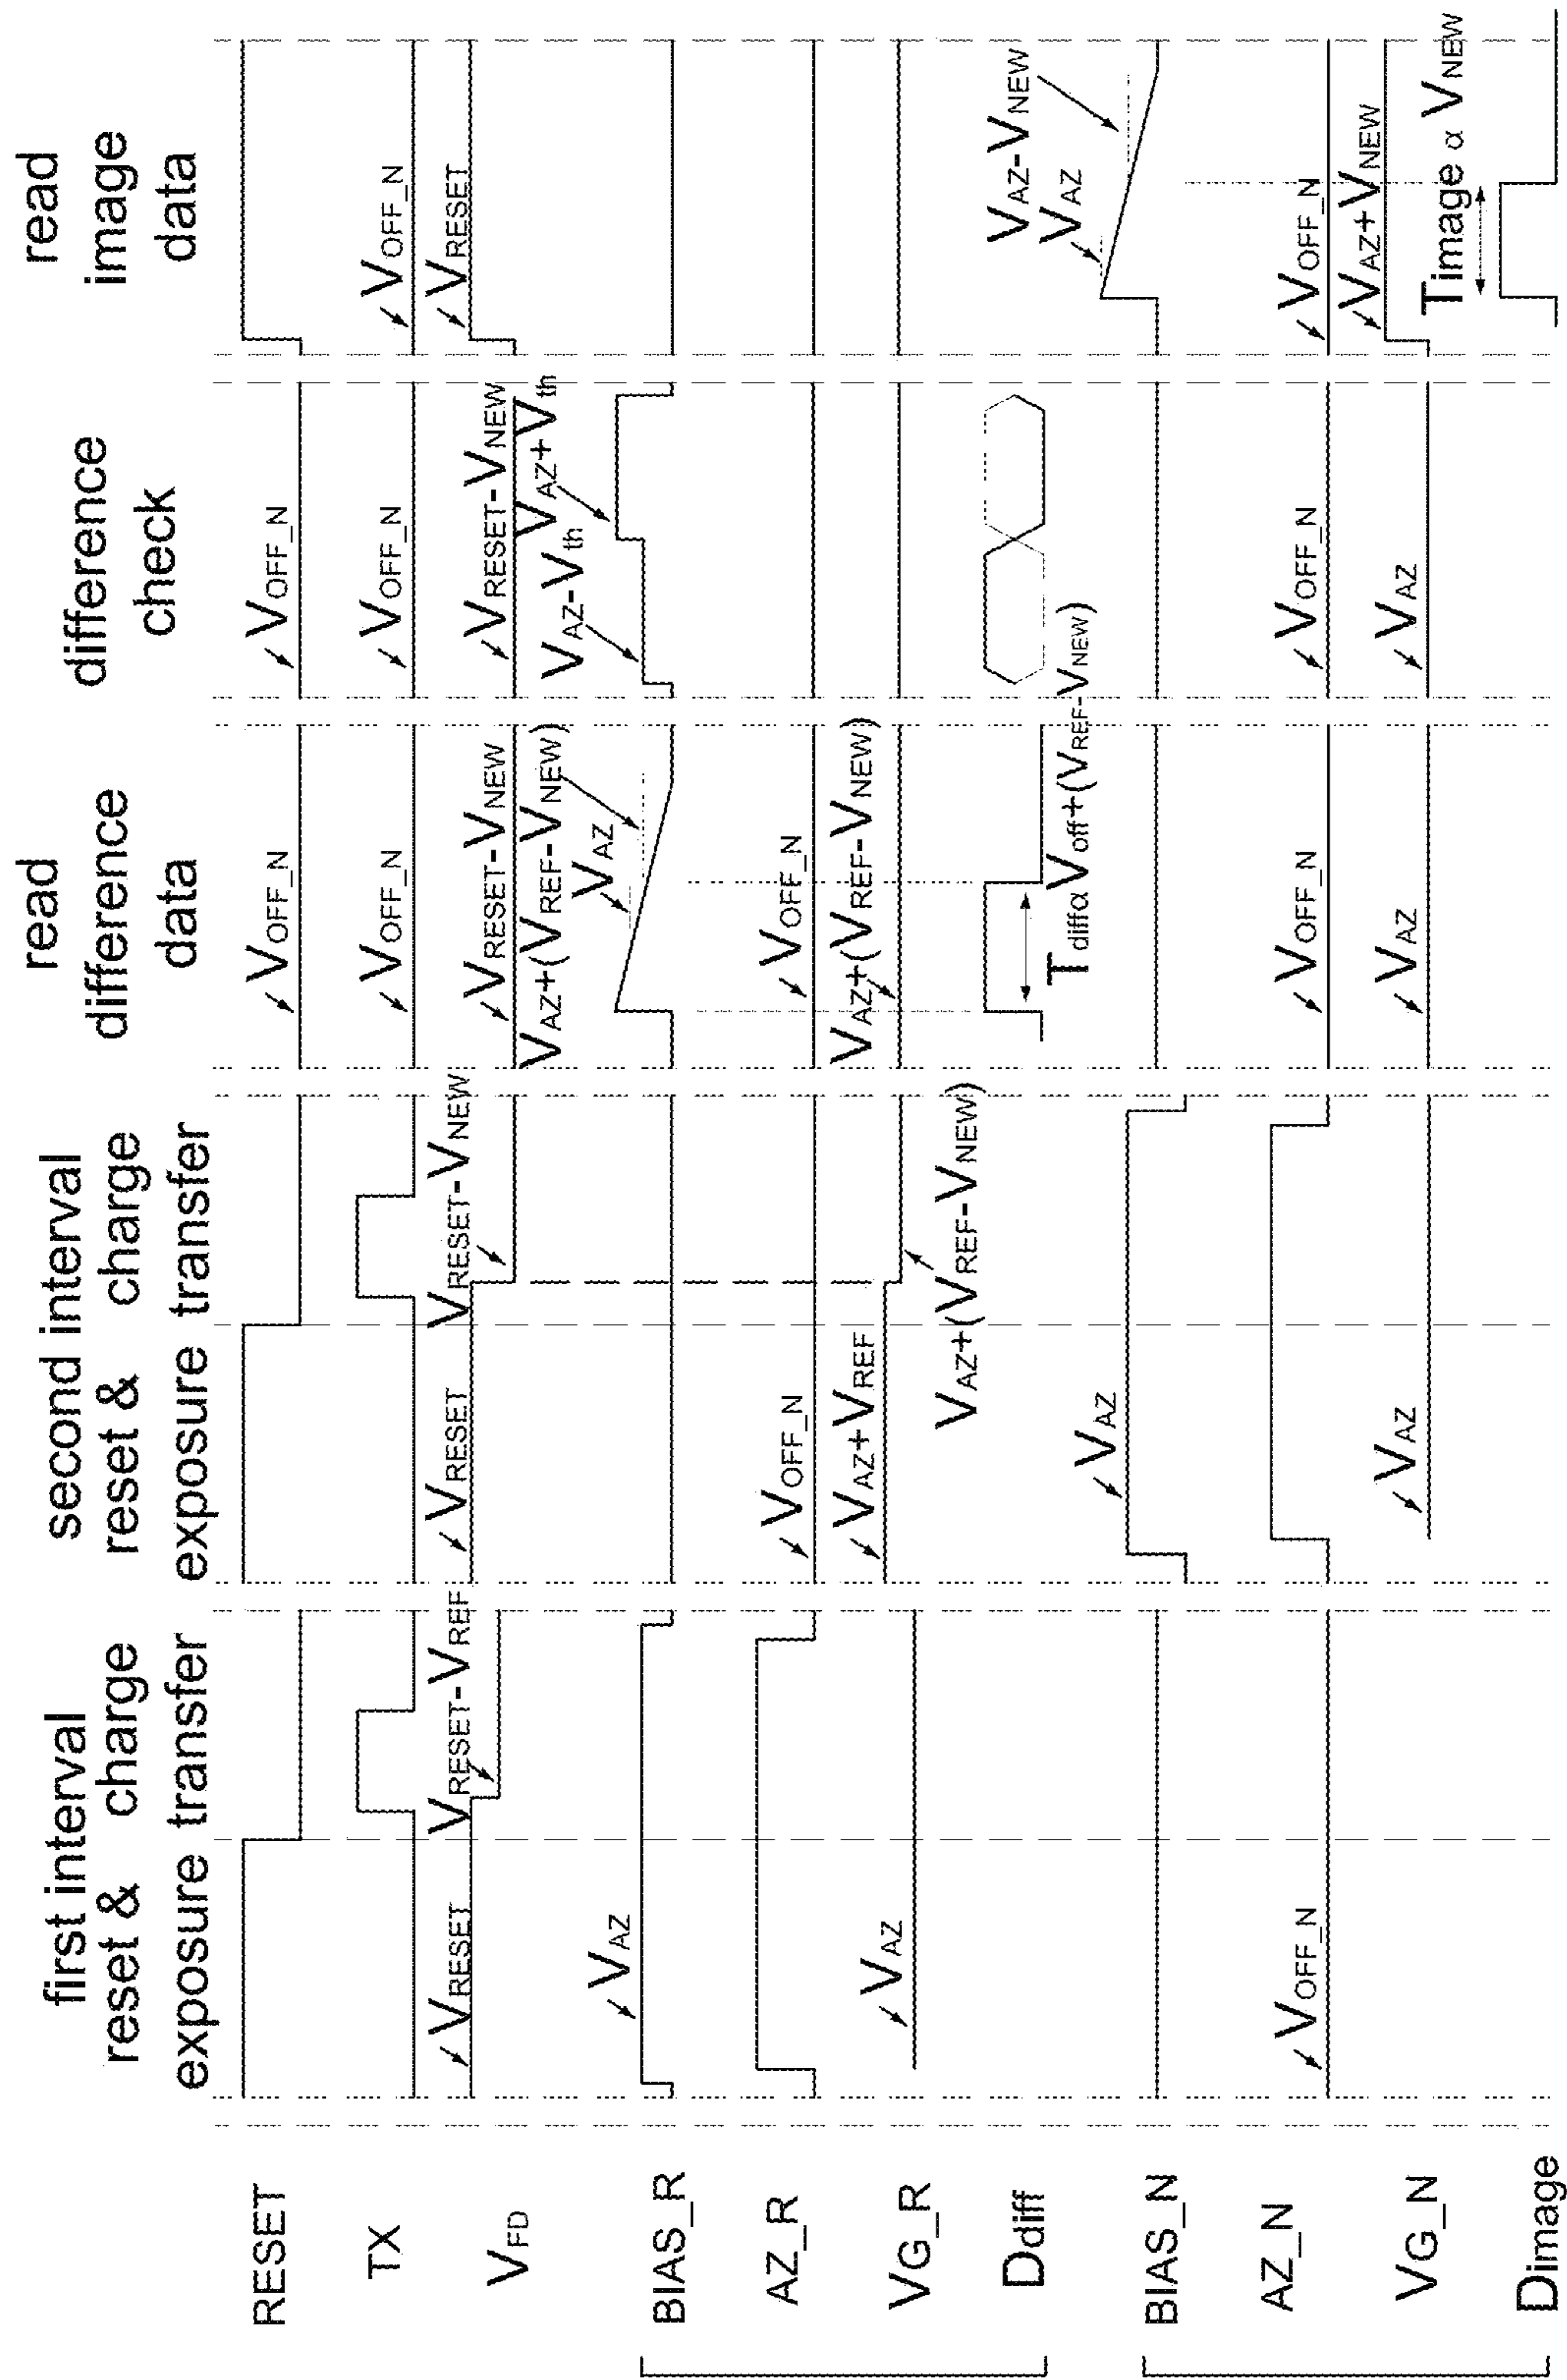 first interval
reset & charge
exposure transfer
second interval
reset & charge
exposure transfer
read
difference
data
difference
check
read
image
data
RESET
VOFF_N
VOFF_N
TX
VOFF_N
VOFF_N
VOFF_N
VFD
VRESET
VRESET-VREF
VRESET
VRESET-VNEW
VRESET-VNEW
VRESET-VNEW
VRESET
BIAS_R
VAZ
VAZ+(VREF-VNEW)
VAZ
VAZ-Vth
VAZ+Vth
AZ_R
VOFF_N
VOFF_N
VG_R
VAZ
VAZ+VREF
VAZ+(VREF-VNEW)
VAZ+(VREF-VNEW)
Ddiff
Tdiffα Voff+(VREF-VNEW)
BIAS_N
VAZ
VAZ-VNEW
VAZ
AZ_N
VOFF_N
VOFF_N
VOFF_N
VOFF_N
VG_N
VAZ
VAZ
VAZ
VAZ+VNEW
Dimage
Timage α VNEW